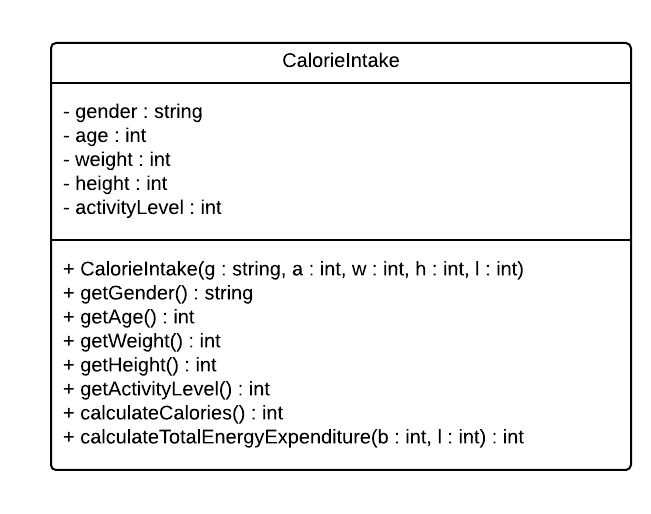 CalorieIntake
- gender : string
- age : int
- weight : int
- height : int
- activityLevel : int
+ CalorieIntake(g : string, a : int, w : int, h : int, l : int)
+ getGender() : string
+ getAge() : int
+ getWeight() : int
+ getHeight() : int
+ getActivityLevel() : int
+ calculateCalories() : int
+ calculateTotalEnergyExpenditure(b : int, l : int) : int